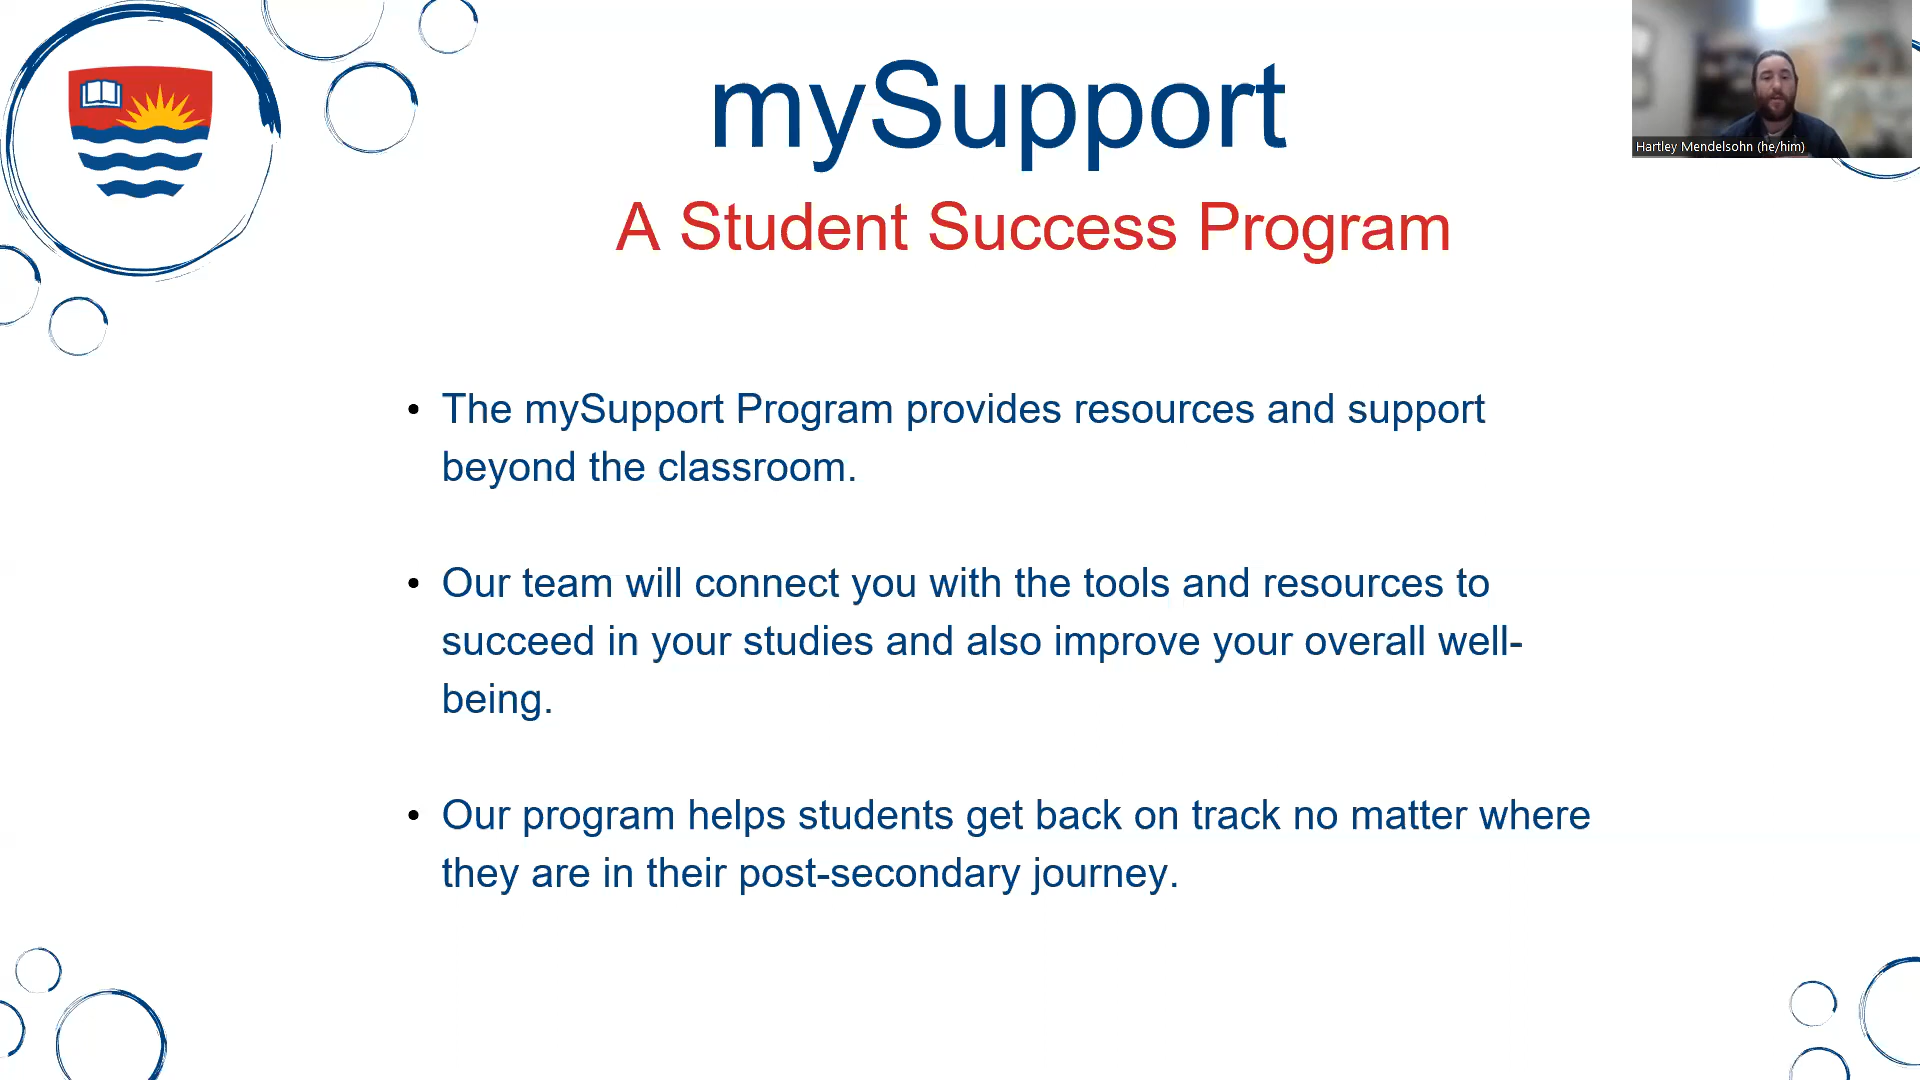 mySupport
A Student Success Program
Hartley Mendelsohn (he/him)
• The mySupport Program provides resources and support
beyond the classroom.
• Our team will connect you with the tools and resources to
succeed in your studies and also improve your overall well-
being.
• Our program helps students get back on track no matter where
they are in their post-secondary journey.